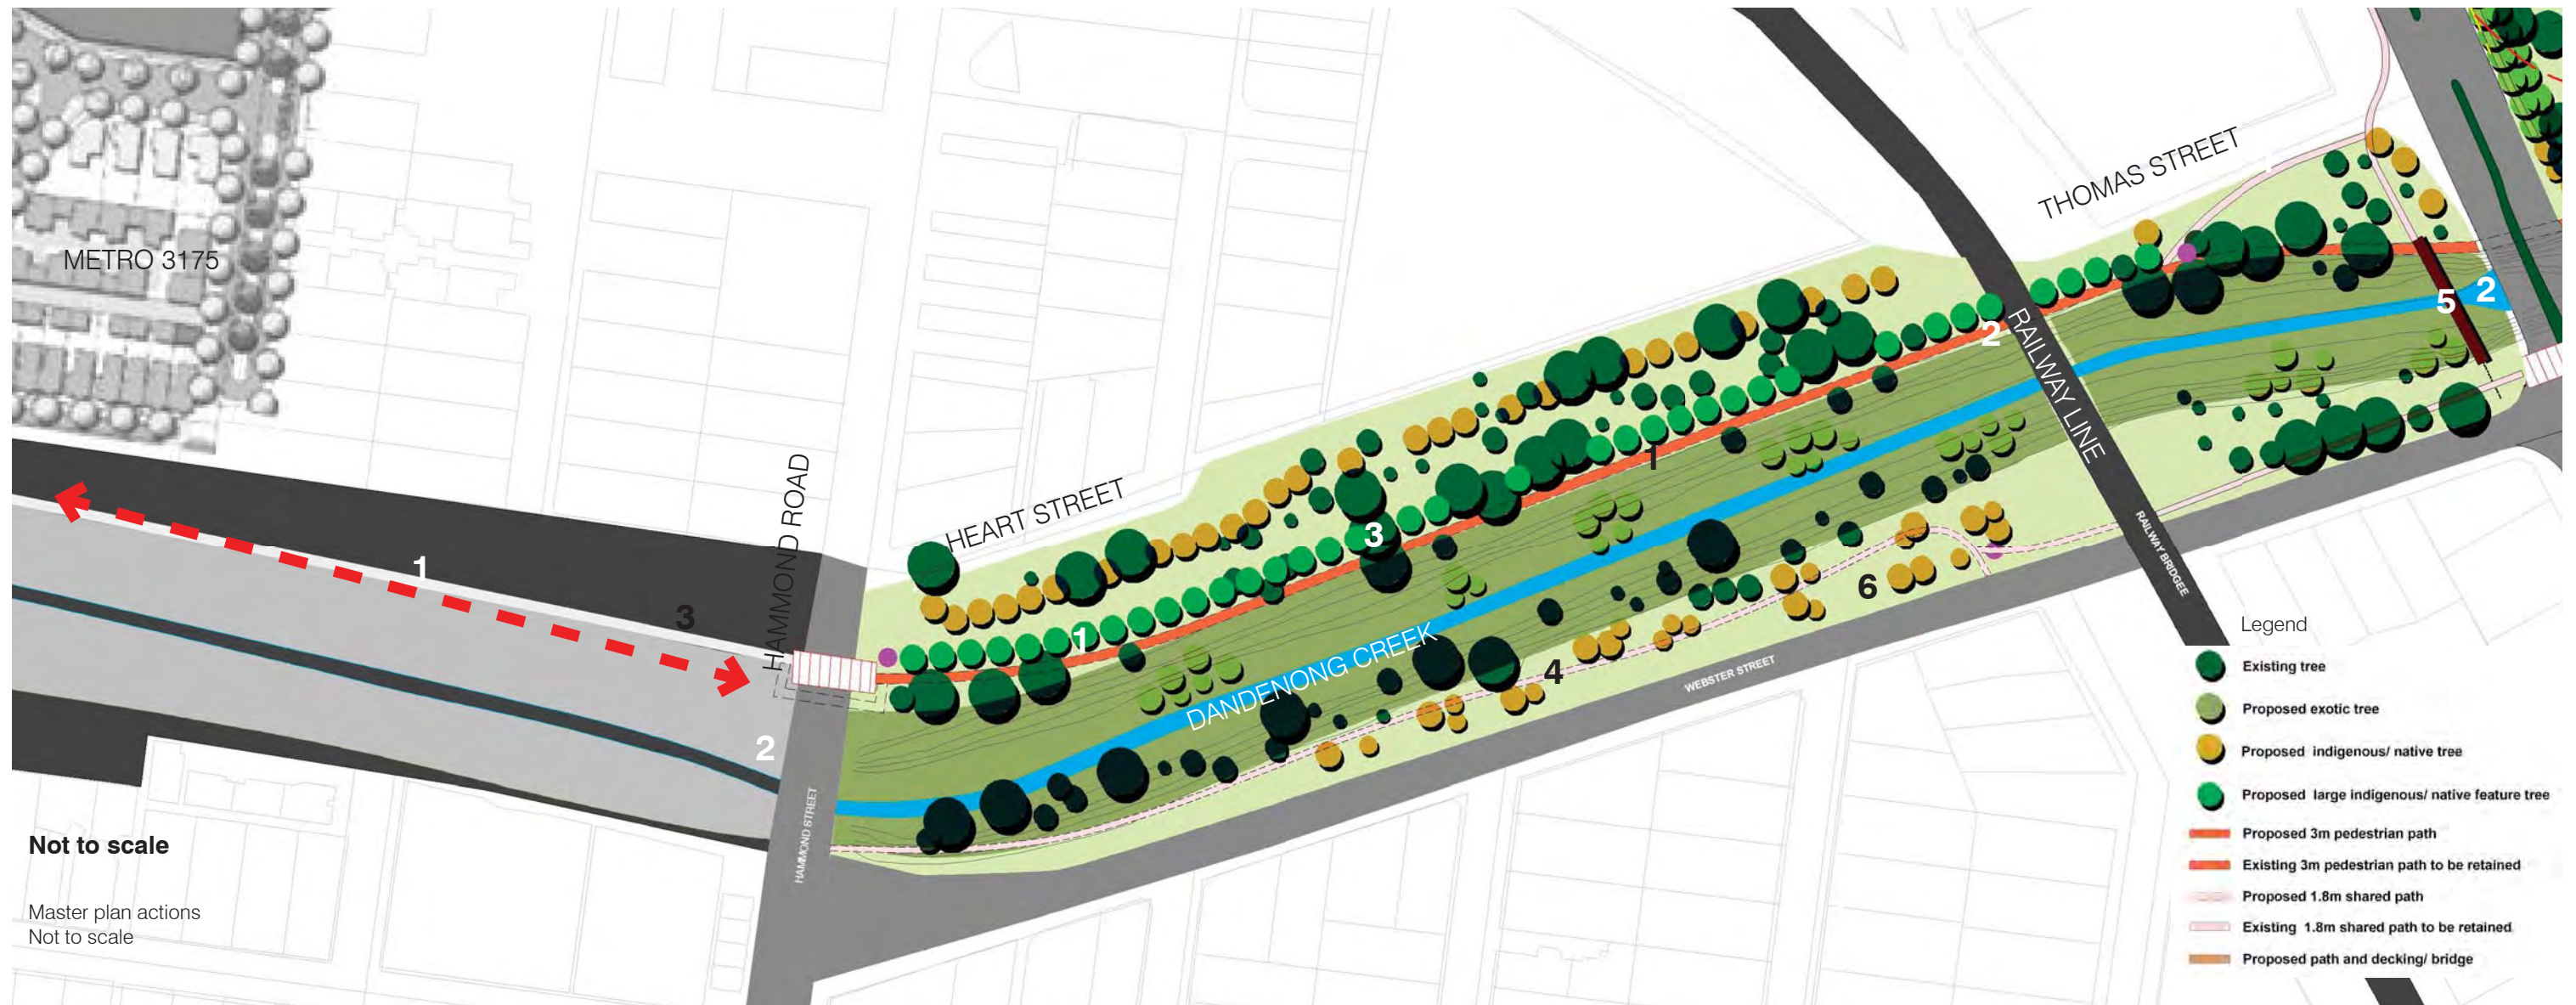 THOMAS STREET
METRO 3175
5
2
2
RAILWAY LINE
1
HEART STREET
HAMMOND ROAD
3
1
RAILWAY BRIDGEE
6
3
1
DANDENONG CREEK
4
WEBSTER STREET
2
HAMMOND STREET
Not to scale
Master plan actions
Not to scale
Legend
Existing tree
Proposed exotic tree
Proposed indigenous/ native tree
Proposed large indigenous/ native feature tree
Proposed 3m pedestrian path
Existing 3m pedestrian path to be retained
Proposed 1.8m shared path
Existing 1.8m shared path to be retained
Proposed path and decking/ bridge